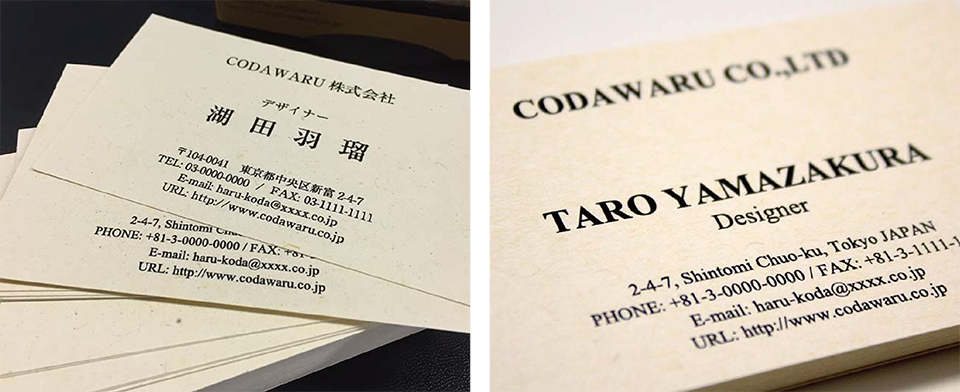 CODAWARU 株式会社
デザイナー
湖田羽瑠
〒104-0041 東京都中央区新富 2-4-7
TEL: 03-0000-0000 / FAX: 03-1111-1111
E-mail: haru-koda@xxxx.co.jp
URL: http://www.codawaru.co.jp
2-4-7, Shintomi Chuo-ku,
PHONE: +81-3-0000-0000 / FAX: +81-
E-mail: haru-koda@xxxx.co.jp
URL: http://www.codawaru.co.jp
CODAWARU CO.,LTD
TARO YAMAZAKURA
Designer
2-4-7, Shintomi Chuo-ku, Tokyo JAPAN
PHONE: +81-3-0000-0000 / FAX: +81-3-1111-1
E-mail: haru-koda@xxxx.co.jp
URL: http://www.codawaru.co.jp